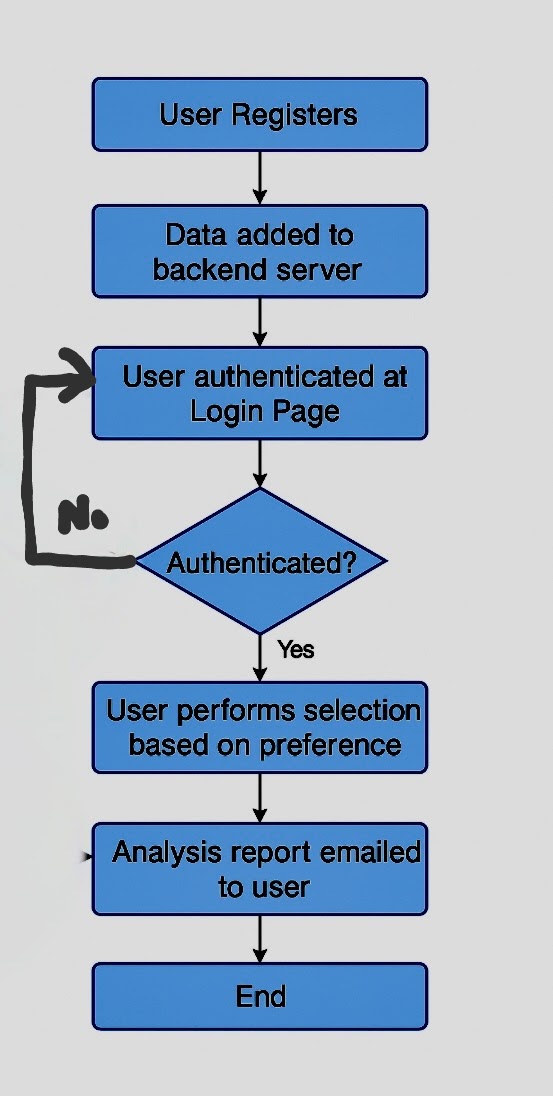 User Registers
Data added to
backend server
User authenticated at
Login Page
No
Authenticated?
Yes
User performs selection
based on preference
Analysis report emailed
to user
End